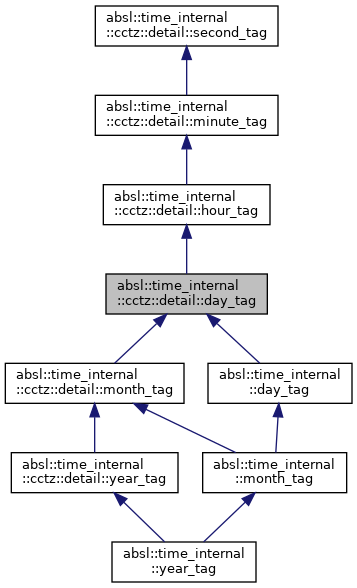 absl::time_internal
::cctz::detail::second_tag
absl::time_internal
::cctz::detail::minute_tag
absl::time_internal
::cctz::detail::hour_tag
absl::time_internal
::cctz::detail::day_tag
absl::time_internal
::cctz::detail::month_tag
absl::time_internal
::day_tag
absl::time_internal
::cctz::detail::year_tag
absl::time_internal
::month_tag
absl::time_internal
::year_tag